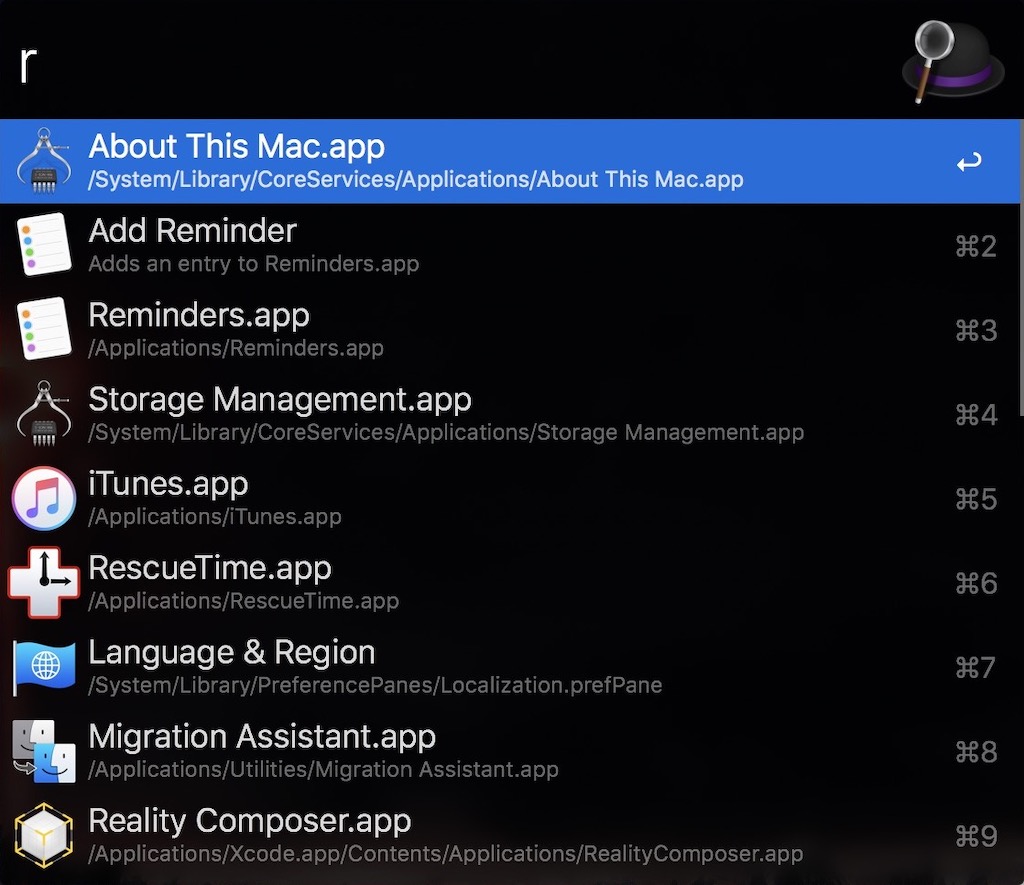 r
About This Mac.app
/System/Library/CoreServices/Applications/About This Mac.app
↩
Add Reminder
Adds an entry to Reminders.app
⌘2
Reminders.app
/Applications/Reminders.app
⌘3
Storage Management.app
/System/Library/CoreServices/Applications/Storage Management.app
⌘4
iTunes.app
/Applications/iTunes.app
⌘5
RescueTime.app
/Applications/RescueTime.app
⌘6
Language & Region
/System/Library/PreferencePanes/Localization.prefPane
⌘7
Migration Assistant.app
/Applications/Utilities/Migration Assistant.app
⌘8
Reality Composer.app
/Applications/Xcode.app/Contents/Applications/RealityComposer.app
⌘9